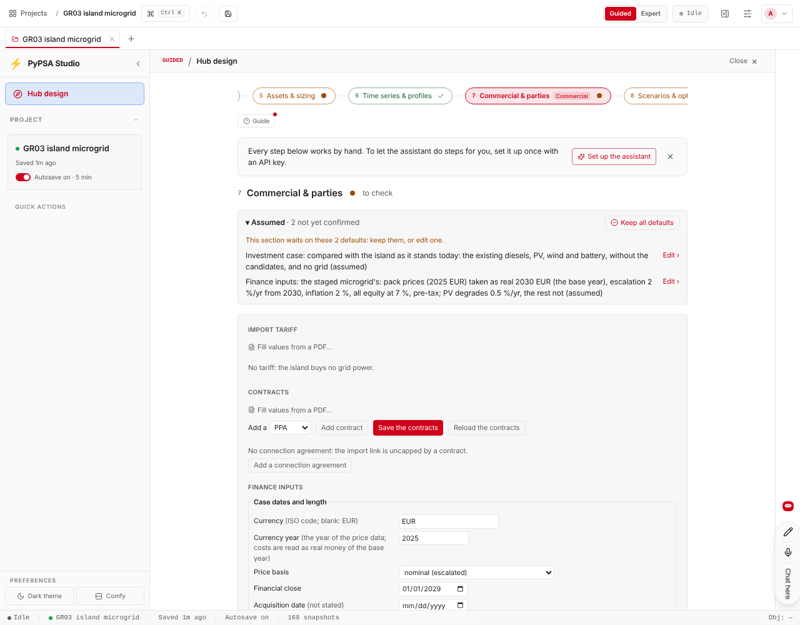 Projects / GR03 island microgrid ⌘ Ctrl K Guided Expert Idle A
GR03 island microgrid × +
PyPSA Studio
GUIDED / Hub design Close ×
Hub design
PROJECT
GR03 island microgrid
Saved 1m ago
Autosave on · 5 min
QUICK ACTIONS
5 Assets & sizing
6 Time series & profiles
7 Commercial & parties Commercial
8 Scenarios & opt
Guide
Every step below works by hand. To let the assistant do steps for you, set it up once with
an API key.
Set up the assistant
7 Commercial & parties to check
Assumed · 2 not yet confirmed
Keep all defaults
This section waits on these 2 defaults: keep them, or edit one.
Investment case: compared with the island as it stands today: the existing diesels, PV, wind and battery, without the
candidates, and no grid (assumed)
Edit ›
Finance inputs: the staged microgrid's: pack prices (2025 EUR) taken as real 2030 EUR (the base year), escalation 2
%/yr from 2030, inflation 2 %, all equity at 7 %, pre-tax; PV degrades 0.5 %/yr, the rest not (assumed)
Edit ›
IMPORT TARIFF
Fill values from a PDF...
No tariff: the island buys no grid power.
CONTRACTS
Fill values from a PDF...
Add a PPA Add contract Save the contracts Reload the contracts
No connection agreement: the import link is uncapped by a contract.
Add a connection agreement
FINANCE INPUTS
Case dates and length
Currency (ISO code; blank: EUR) EUR
Currency year (the year of the price data; 2025
costs are read as real money of the base
year)
Price basis nominal (escalated)
Financial close 01/01/2029
Acquisition date (not stated) mm/dd/yyyy
Chat here
PREFERENCES
Dark theme Comfy
Idle GR03 island microgrid Saved 1m ago Autosave on 168 snapshots Obj: —